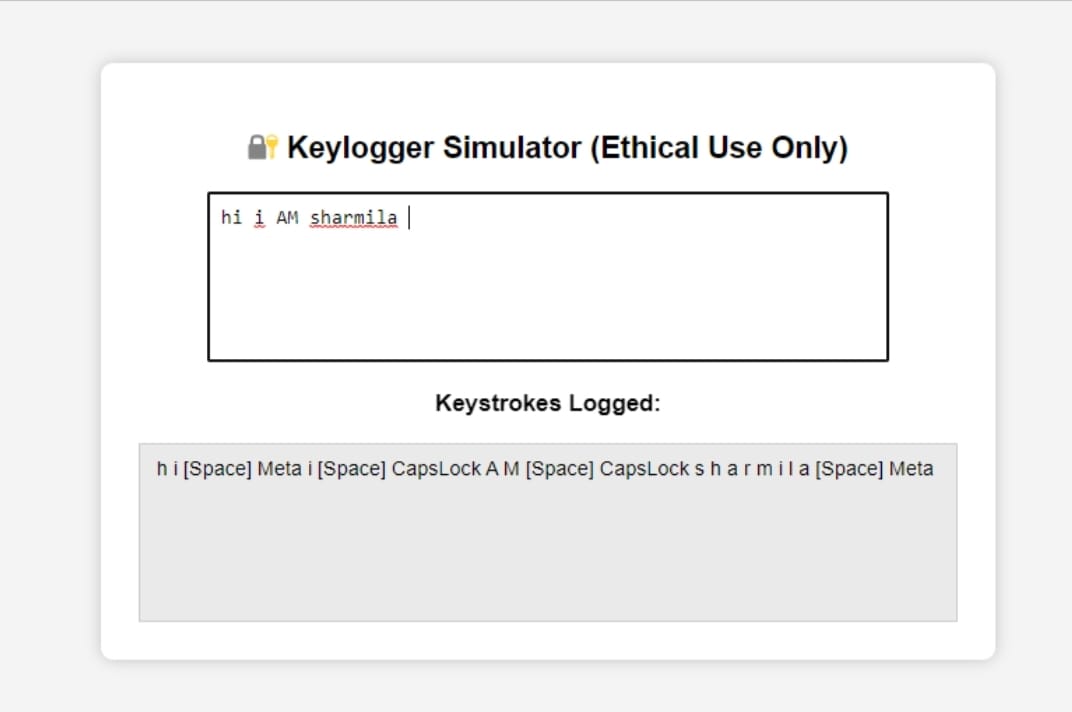 🔐 Keylogger Simulator (Ethical Use Only)
hi i AM sharmila
Keystrokes Logged:
h i [Space] Meta i [Space] CapsLock A M [Space] CapsLock s h a r m i l a [Space] Meta